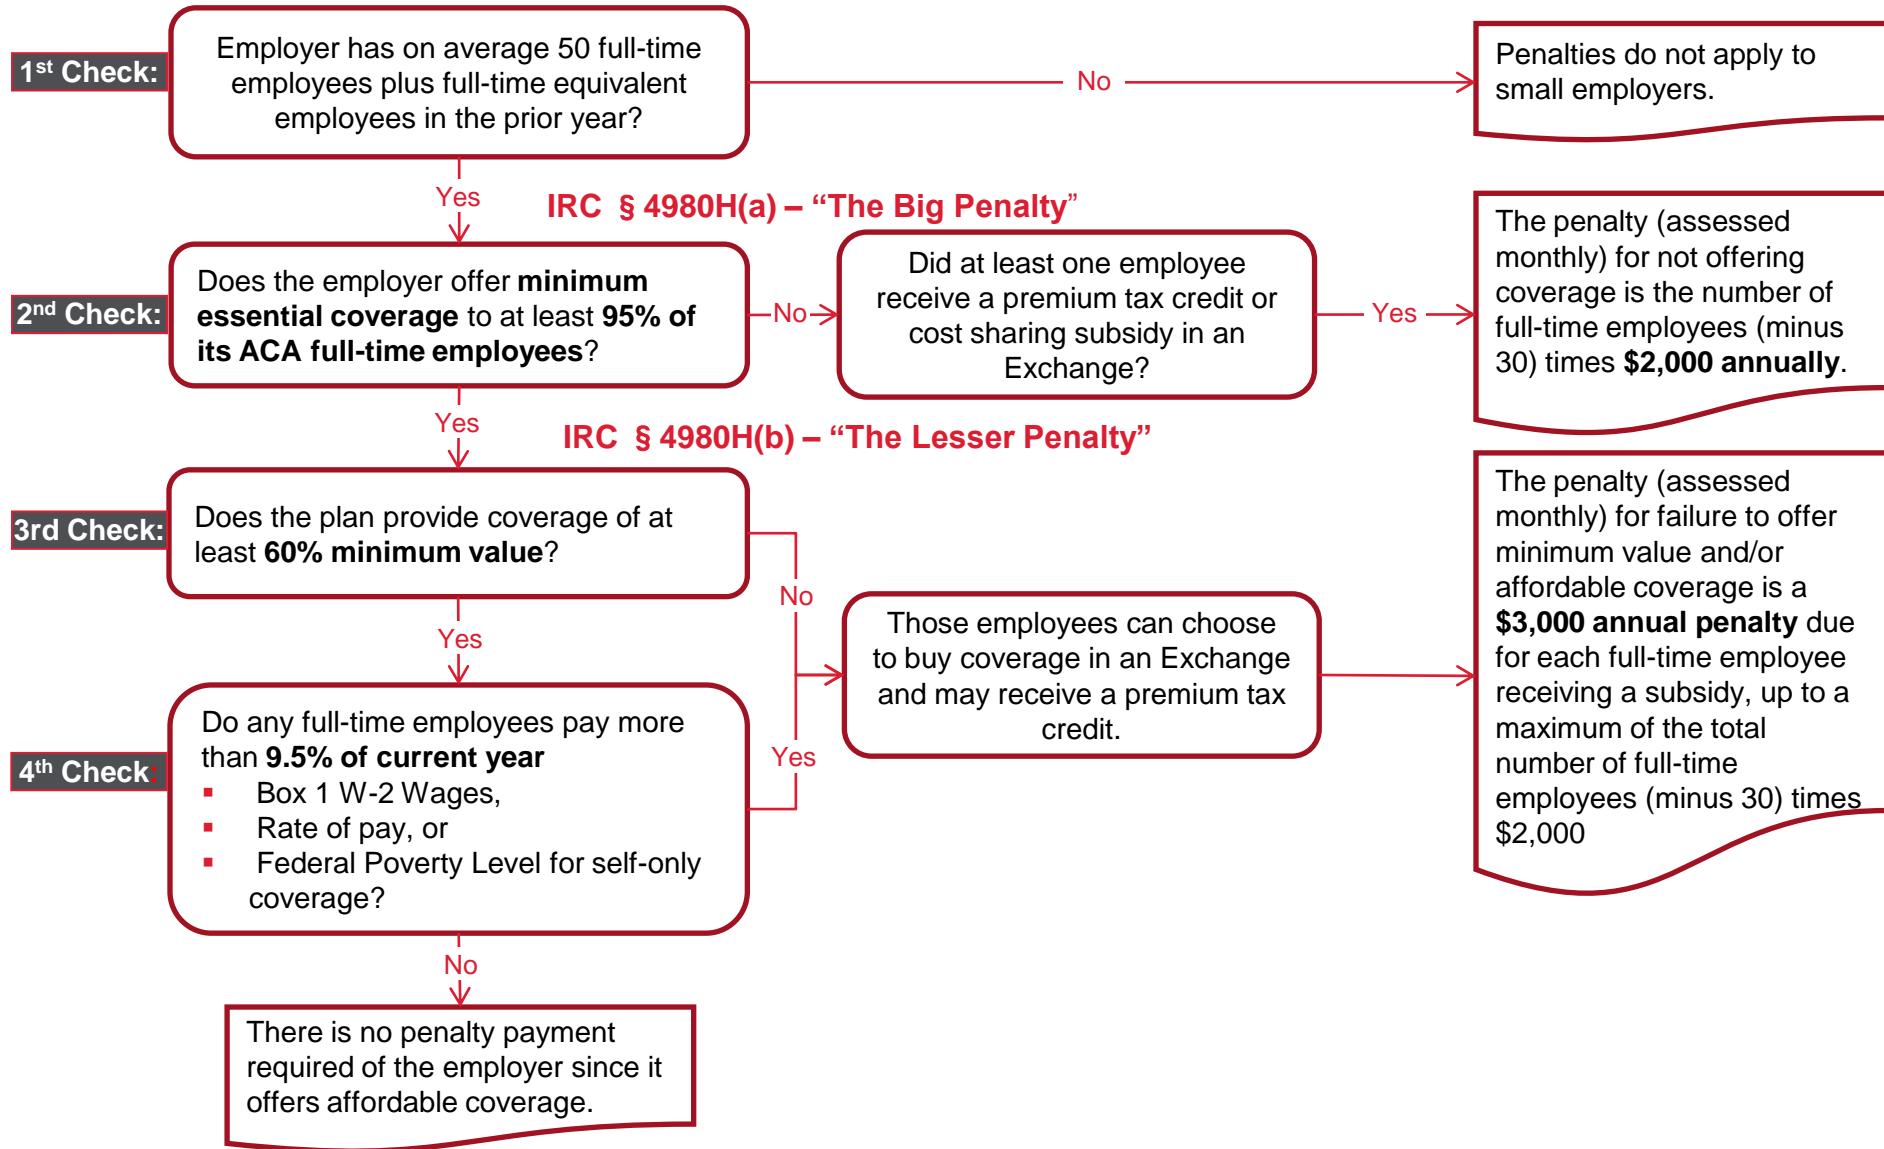 1st Check:
Employer has on average 50 full-time
employees plus full-time equivalent
employees in the prior year?
No
Penalties do not apply to
small employers.
Yes
IRC § 4980H(a) – “The Big Penalty”
2nd Check:
Does the employer offer minimum
essential coverage to at least 95% of
its ACA full-time employees?
No
Did at least one employee
receive a premium tax credit or
cost sharing subsidy in an
Exchange?
Yes
The penalty (assessed
monthly) for not offering
coverage is the number of
full-time employees (minus
30) times $2,000 annually.
Yes
IRC § 4980H(b) – “The Lesser Penalty”
3rd Check:
Does the plan provide coverage of at
least 60% minimum value?
No
Yes
Those employees can choose
to buy coverage in an Exchange
and may receive a premium tax
credit.
The penalty (assessed
monthly) for failure to offer
minimum value and/or
affordable coverage is a
$3,000 annual penalty due
for each full-time employee
receiving a subsidy, up to a
maximum of the total
number of full-time
employees (minus 30) times
$2,000
4th Check:
Do any full-time employees pay more
than 9.5% of current year
▪ Box 1 W-2 Wages,
▪ Rate of pay, or
▪ Federal Poverty Level for self-only
coverage?
Yes
No
There is no penalty payment
required of the employer since it
offers affordable coverage.